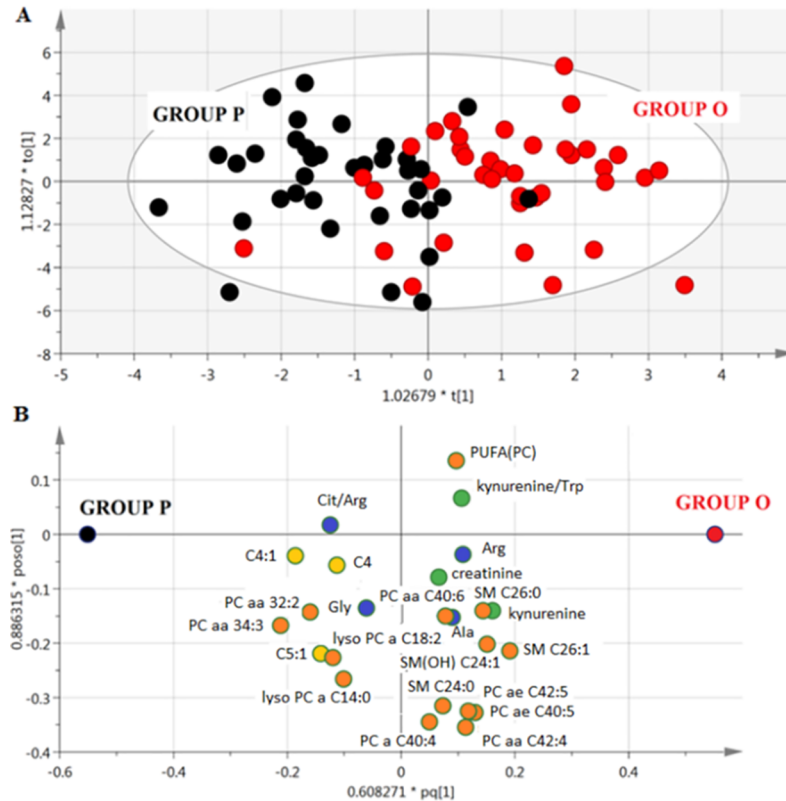 A
GROUP P
GROUP O
6
4
2
0
-2
-4
-6
-8
1.12827 * to[1]
-5
-4
-3
-2
-1
0
1
2
3
4
1.02679 * t[1]
B
PUFA(PC)
kynurenine/Trp
GROUP P
GROUP O
Cit/Arg
C4:1
C4
Arg
creatinine
PC aa C40:6
SM C26:0
PC aa 32:2
Gly
kynurenine
PC aa 34:3
lyso PC a C18:2
Ala
SM C26:1
C5:1
SM(OH) C24:1
lyso PC a C14:0
SM C24:0
PC ae C42:5
PC ae C40:5
PC a C40:4
PC aa C42:4
0.1
0
-0.1
-0.2
-0.3
-0.4
0.886315 * poso[1]
-0.6
-0.4
-0.2
0
0.2
0.4
0.608271 * pq[1]